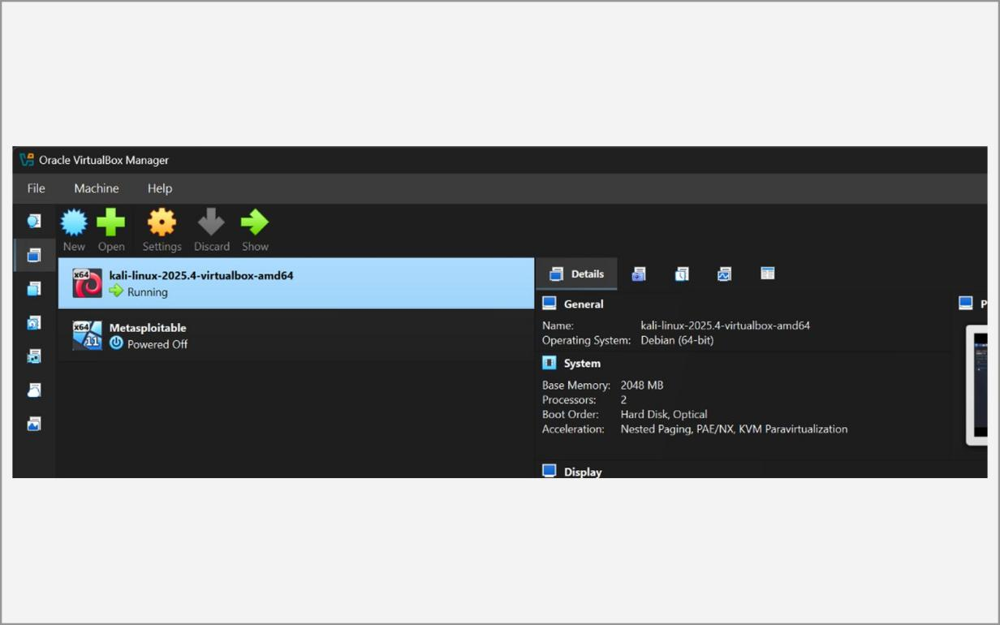 Oracle VirtualBox Manager
File Machine Help
New Open Settings Discard Show
x64 kali-linux-2025.4-virtualbox-amd64
Running
x64 11 Metasploitable
Powered Off
Details
General
Name: kali-linux-2025.4-virtualbox-amd64
Operating System: Debian (64-bit)
System
Base Memory: 2048 MB
Processors: 2
Boot Order: Hard Disk, Optical
Acceleration: Nested Paging, PAE/NX, KVM Paravirtualization
Display
P